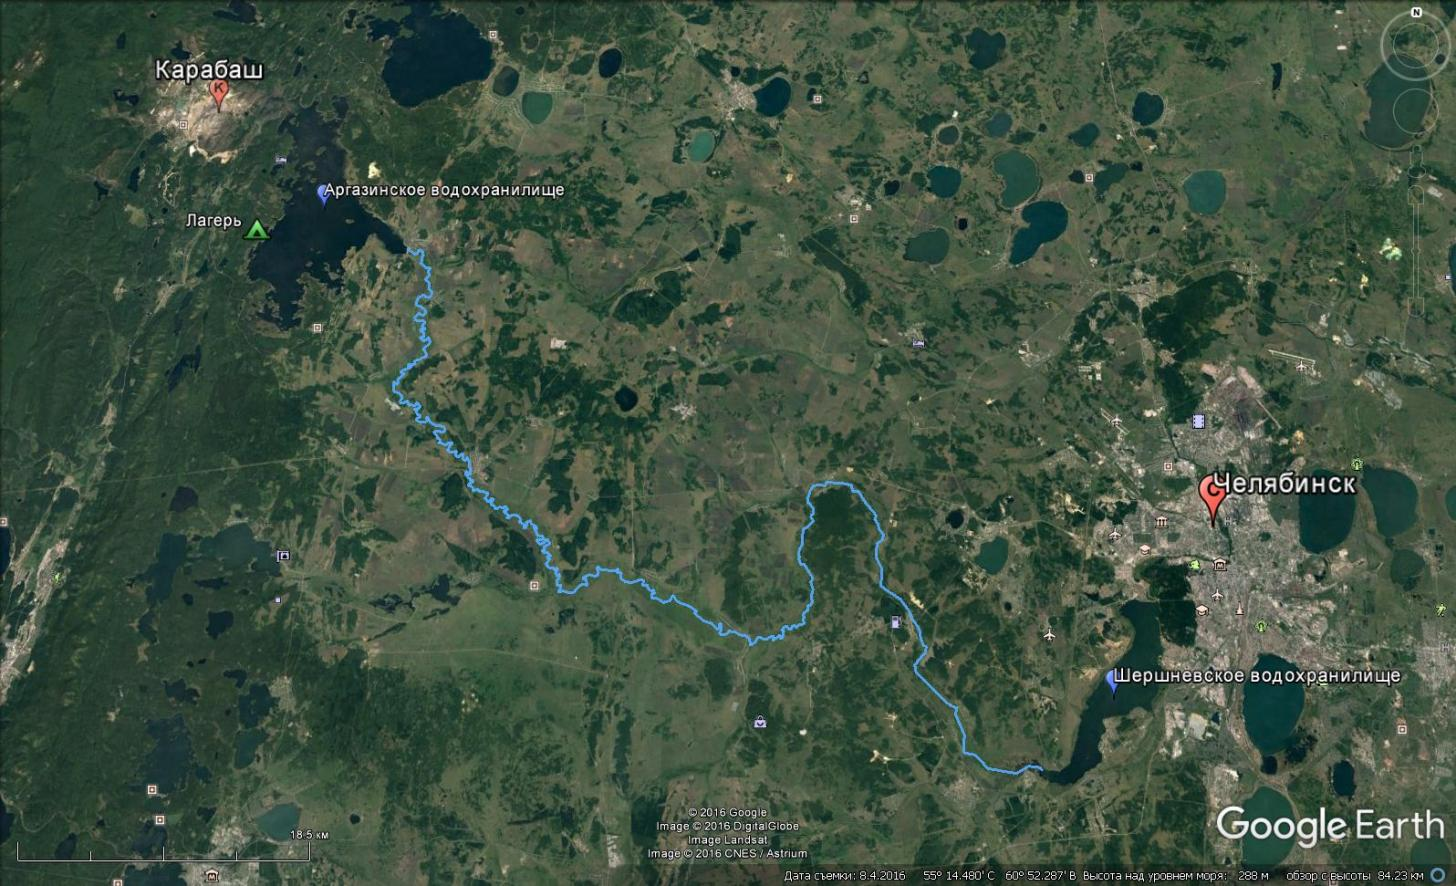 N
Карабаш
K
Аргазинское водохранилище
Лагерь
C
Челябинск
Шершневское водохранилище
© 2016 Google
Image © 2016 DigitalGlobe
Image Landsat
Image © 2016 CNES / Astrium
Google Earth
18.5 км
Дата съемки: 8.4.2016 55° 14.480' С 60° 52.287' В Высота над уровнем моря: 288 м обзор с высоты 84.23 км